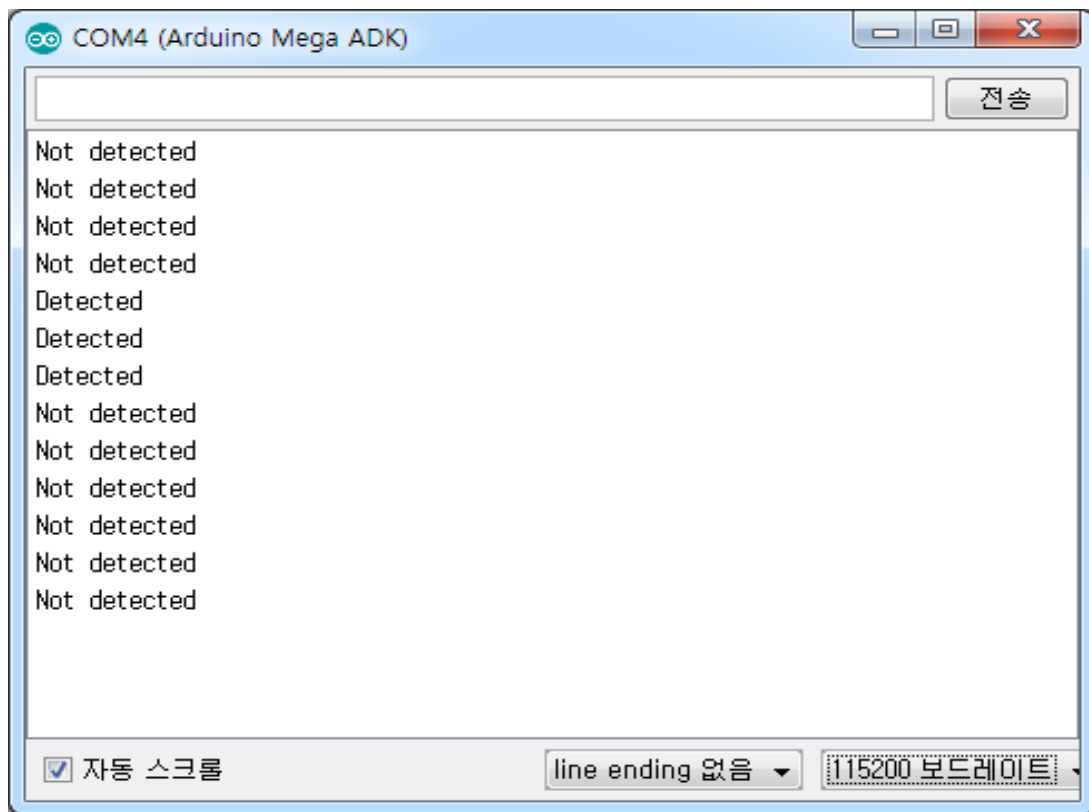 COM4 (Arduino Mega ADK)
전송
Not detected
Not detected
Not detected
Not detected
Detected
Detected
Detected
Not detected
Not detected
Not detected
Not detected
Not detected
Not detected
자동 스크롤
line ending 없음
115200 보드레이트